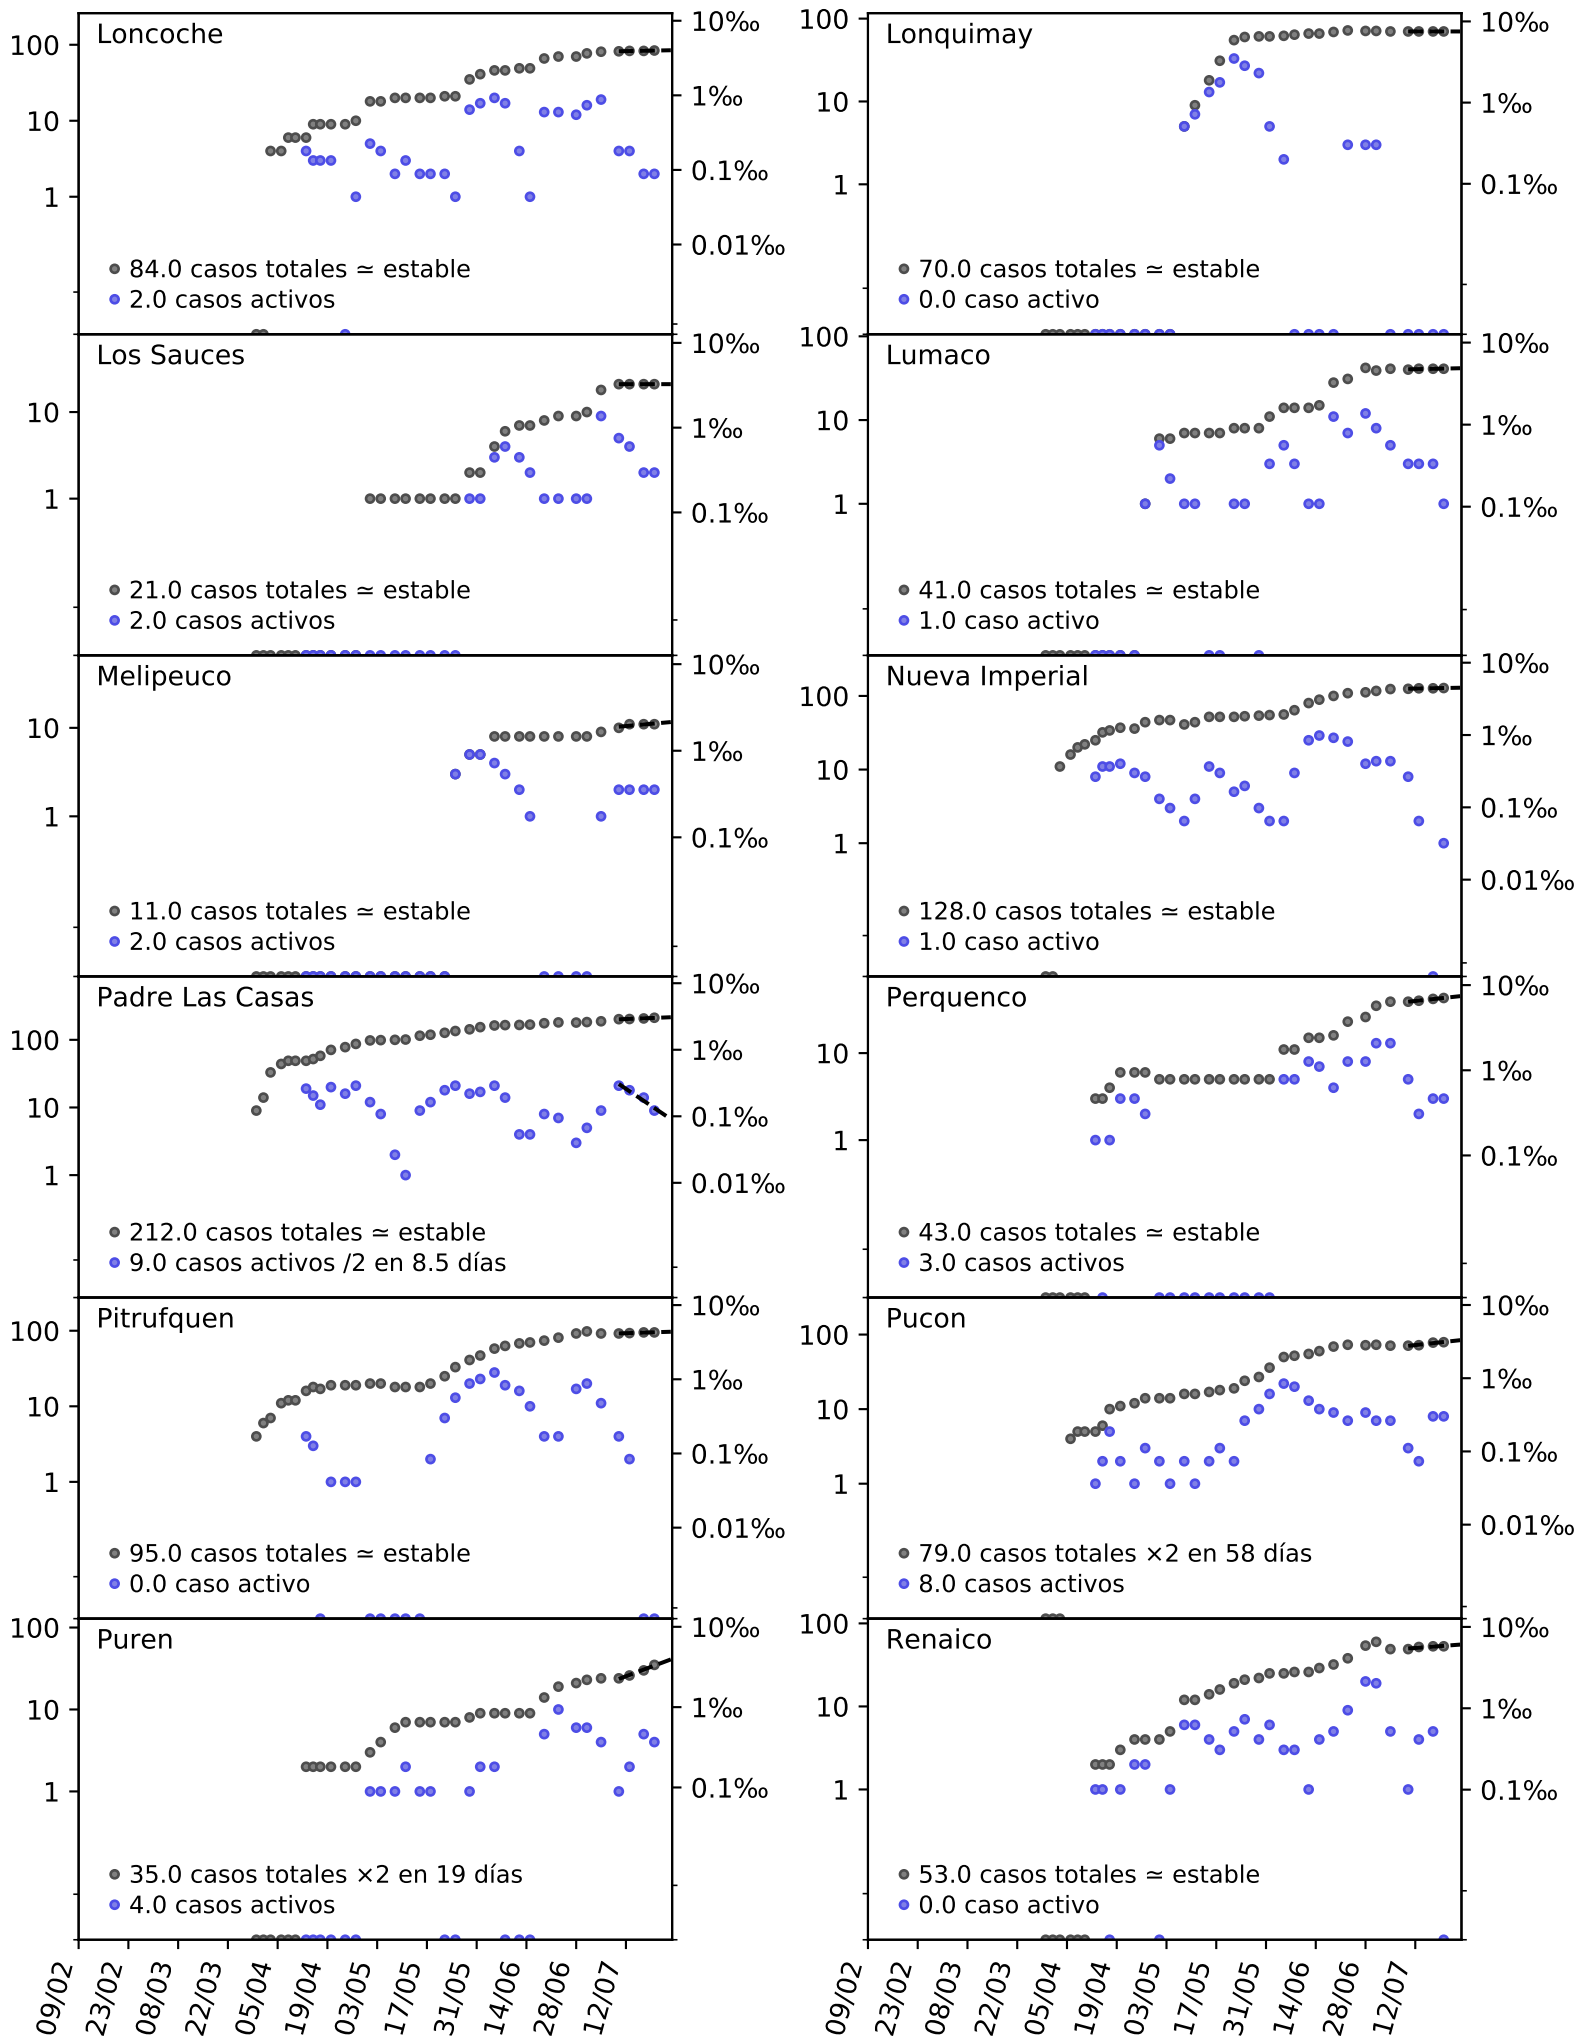 Loncoche
100
10
1
10‰
1‰
0.1‰
0.01‰
84.0 casos totales ≃ estable
2.0 casos activos
Lonquimay
100
10
1
10‰
1‰
0.1‰
70.0 casos totales ≃ estable
0.0 caso activo
Los Sauces
10
1
10‰
1‰
0.1‰
21.0 casos totales ≃ estable
2.0 casos activos
Lumaco
100
10
1
10‰
1‰
0.1‰
41.0 casos totales ≃ estable
1.0 caso activo
Melipeuco
10
1
10‰
1‰
0.1‰
11.0 casos totales ≃ estable
2.0 casos activos
Nueva Imperial
100
10
1
10‰
1‰
0.1‰
0.01‰
128.0 casos totales ≃ estable
1.0 caso activo
Padre Las Casas
100
10
1
10‰
1‰
0.1‰
0.01‰
212.0 casos totales ≃ estable
9.0 casos activos /2 en 8.5 días
Perquenco
10
1
10‰
1‰
0.1‰
43.0 casos totales ≃ estable
3.0 casos activos
Pitrufquen
100
10
1
10‰
1‰
0.1‰
0.01‰
95.0 casos totales ≃ estable
0.0 caso activo
Pucon
100
10
1
10‰
1‰
0.1‰
0.01‰
79.0 casos totales ×2 en 58 días
8.0 casos activos
Puren
100
10
1
10‰
1‰
0.1‰
35.0 casos totales ×2 en 19 días
4.0 casos activos
Renaico
100
10
1
10‰
1‰
0.1‰
53.0 casos totales ≃ estable
0.0 caso activo
09/02
23/02
08/03
22/03
05/04
19/04
03/05
17/05
31/05
14/06
28/06
12/07
09/02
23/02
08/03
22/03
05/04
19/04
03/05
17/05
31/05
14/06
28/06
12/07